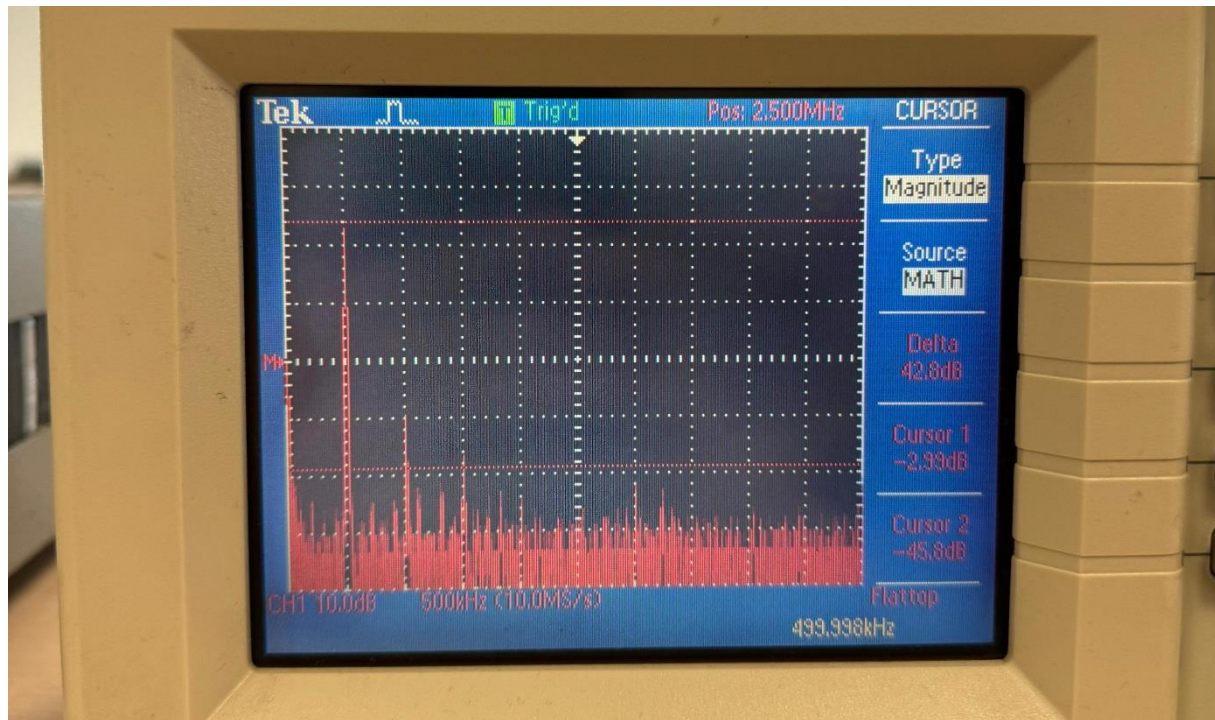 Tek T Trig'd Pos: 2.500MHz CURSOR
Type
Magnitude
Source
MATH
M
Delta
42.8dB
Cursor 1
-2.99dB
Cursor 2
-45.8dB
CH1 10.0dB 500kHz (10.0MS/s) Flattop
499.998kHz